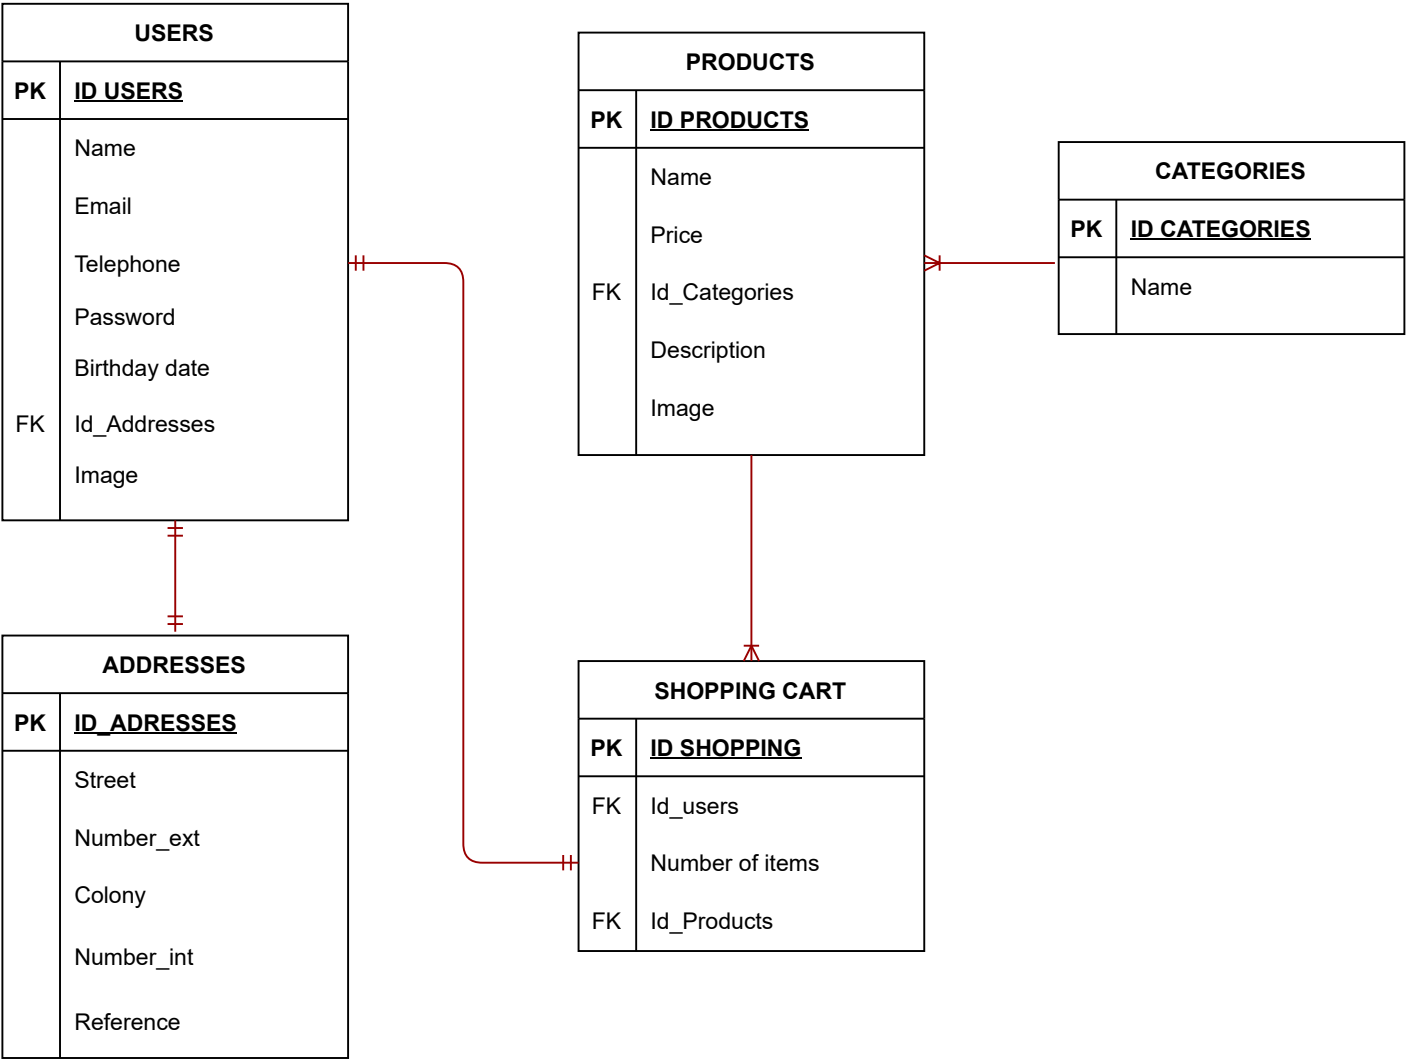 USERS
PK ID USERS
Name
Email
Telephone
Password
Birthday date
FK Id_Addresses
Image
PRODUCTS
PK ID PRODUCTS
Name
Price
FK Id_Categories
Description
Image
CATEGORIES
PK ID CATEGORIES
Name
ADDRESSES
PK ID_ADRESSES
Street
Number_ext
Colony
Number_int
Reference
SHOPPING CART
PK ID SHOPPING
FK Id_users
Number of items
FK Id_Products